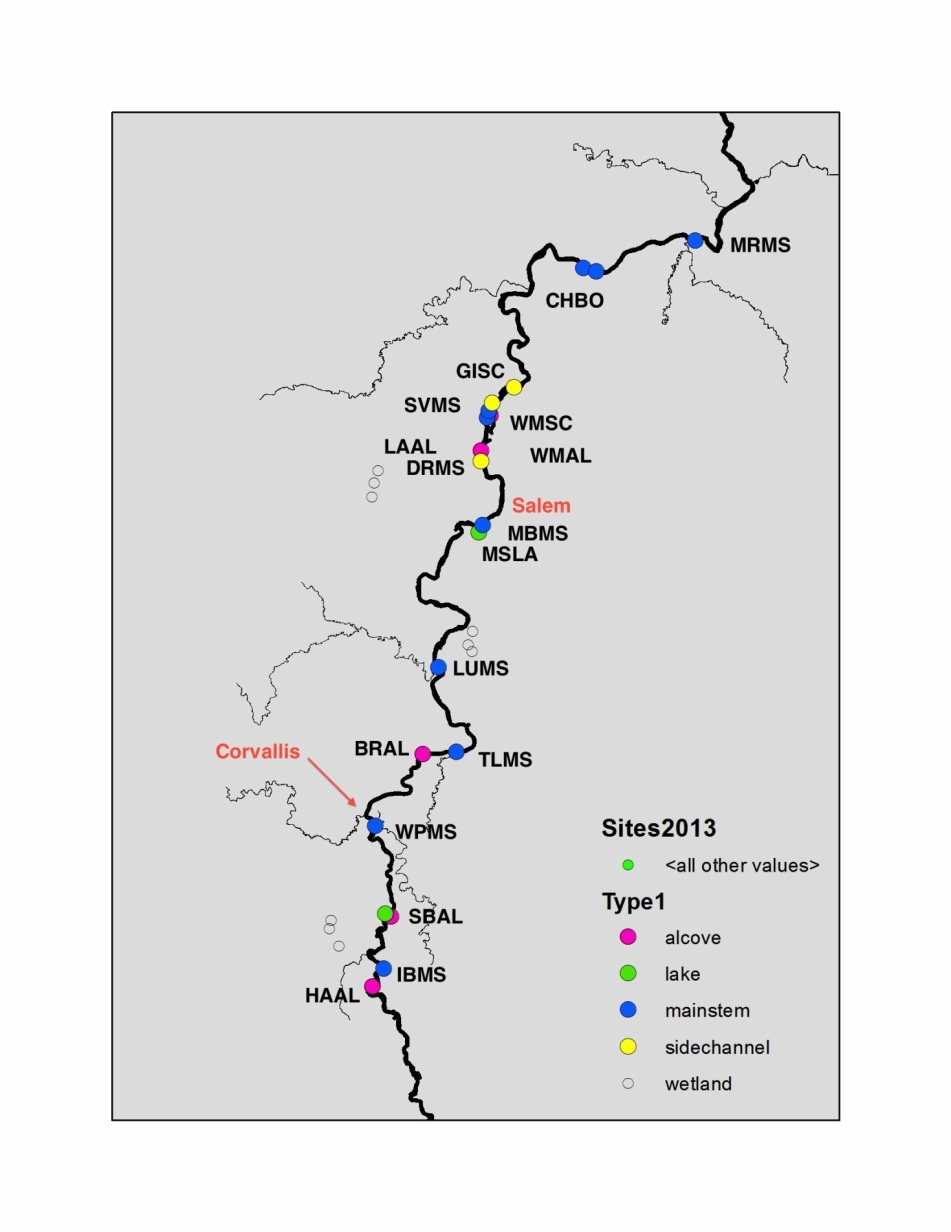 MRMS
CHBO
GISC
SVMS
WMSC
LAAL
WMAL
DRMS
Salem
MBMS
MSLA
LUMS
Corvallis
BRAL
TLMS
WPMS
SBAL
IBMS
HAAL
Sites2013
<all other values>
Type1
alcove
lake
mainstem
sidechannel
wetland